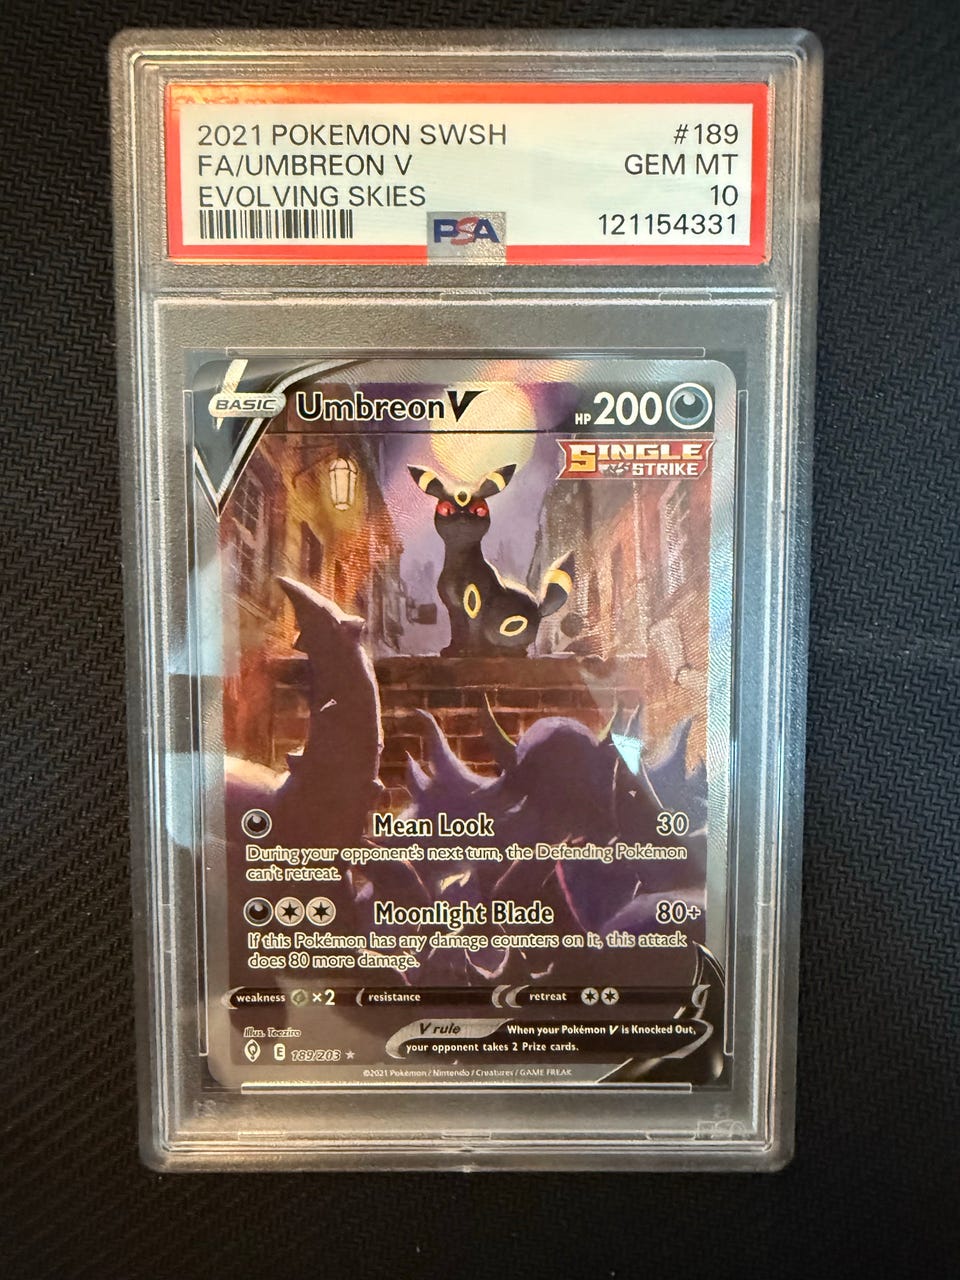 2021 POKEMON SWSH #189
FA/UMBREON V GEM MT
EVOLVING SKIES 10
PSA 121154331
BASIC Umbreon V HP 200
SINGLE
STRIKE
Mean Look 30
During your opponent's next turn, the Defending Pokémon
can't retreat.
Moonlight Blade 80+
If this Pokémon has any damage counters on it, this attack
does 80 more damage.
weakness ×2 resistance retreat
V rule When your Pokémon V is Knocked Out,
your opponent takes 2 Prize cards.
Illus. Teeziro
E 189/203 ★
©2021 Pokémon / Nintendo / Creatures / GAME FREAK